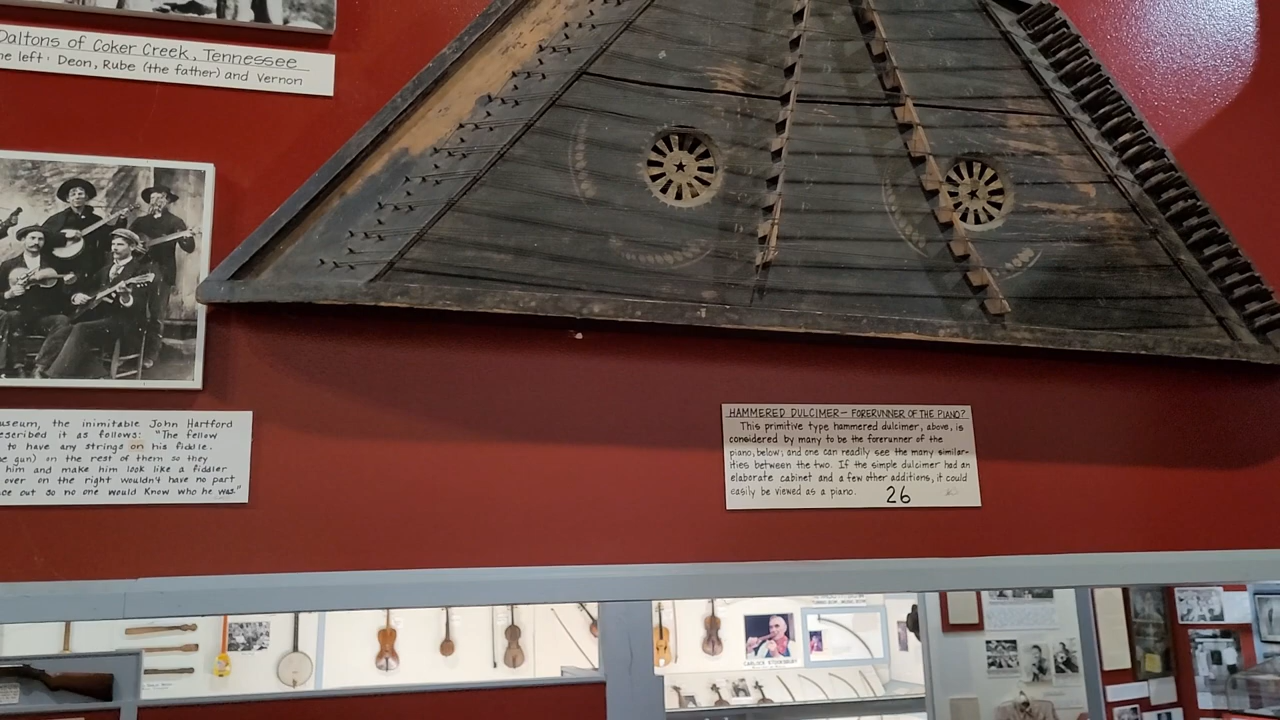 Daltons of Coker Creek, Tennessee
left: Deon, Rube (the father) and Vernon
the inimitable John Hartford
it as follows: "The fellow
to have any strings on his fiddle.
gun) on the rest of them so they
him and make him look like a fiddler
over on the right wouldn't have no part
out so no one would Know who he was."
HAMMERED DULCIMER — FORERUNNER OF THE PIANO?
This primitive type hammered dulcimer, above, is
considered by many to be the forerunner of the
piano, below; and one can readily see the many similar-
ities between the two. If the simple dulcimer had an
elaborate cabinet and a few other additions, it could
easily be viewed as a piano. 26